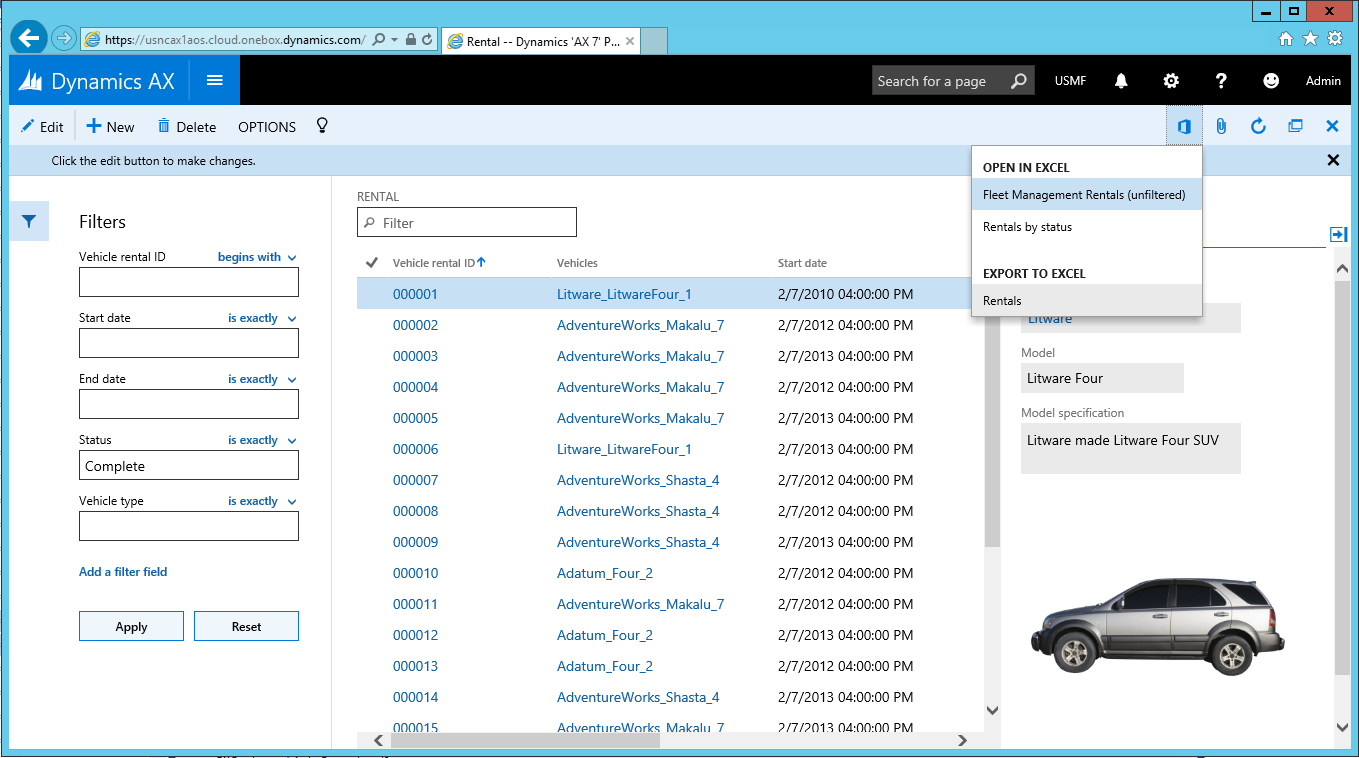 https://usncax1aos.cloud.onebox.dynamics.com/
Rental -- Dynamics 'AX 7' P...
Dynamics AX
Search for a page
USMF
Admin
Edit
New
Delete
OPTIONS
Click the edit button to make changes.
OPEN IN EXCEL
Fleet Management Rentals (unfiltered)
Rentals by status
EXPORT TO EXCEL
Rentals
Filters
Vehicle rental ID begins with
Start date is exactly
End date is exactly
Status is exactly
Complete
Vehicle type is exactly
Add a filter field
Apply Reset
RENTAL
Filter
Vehicle rental ID Vehicles Start date
000001 Litware_LitwareFour_1 2/7/2010 04:00:00 PM
000002 AdventureWorks_Makalu_7 2/7/2012 04:00:00 PM
000003 AdventureWorks_Makalu_7 2/7/2013 04:00:00 PM
000004 AdventureWorks_Makalu_7 2/7/2012 04:00:00 PM
000005 AdventureWorks_Makalu_7 2/7/2013 04:00:00 PM
000006 Litware_LitwareFour_1 2/7/2013 04:00:00 PM
000007 AdventureWorks_Shasta_4 2/7/2012 04:00:00 PM
000008 AdventureWorks_Shasta_4 2/7/2012 04:00:00 PM
000009 AdventureWorks_Shasta_4 2/7/2013 04:00:00 PM
000010 Adatum_Four_2 2/7/2012 04:00:00 PM
000011 AdventureWorks_Makalu_7 2/7/2012 04:00:00 PM
000012 Adatum_Four_2 2/7/2013 04:00:00 PM
000013 Adatum_Four_2 2/7/2012 04:00:00 PM
000014 AdventureWorks_Shasta_4 2/7/2013 04:00:00 PM
000015 AdventureWorks_Makalu_7 2/7/2013 04:00:00 PM
Litware
Model
Litware Four
Model specification
Litware made Litware Four SUV